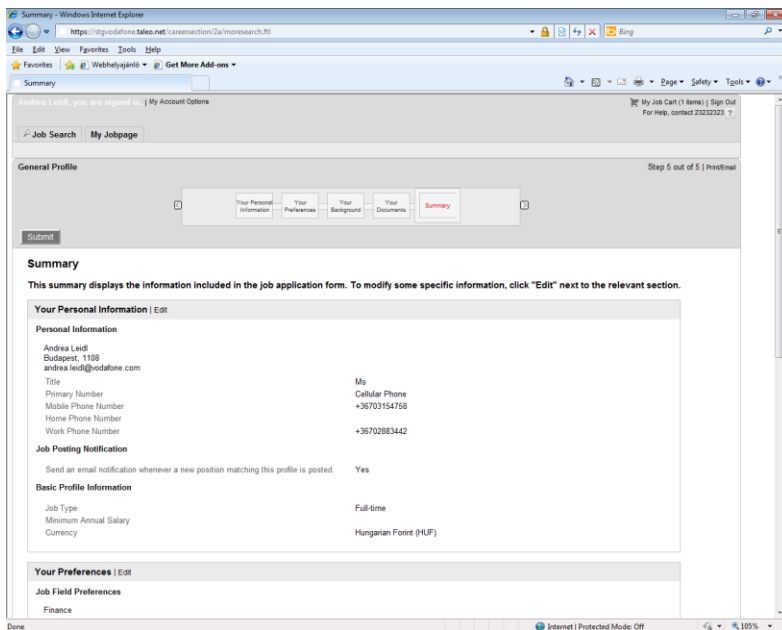 Summary - Windows Internet Explorer
https://stgvodafone.taleo.net/careersection/2a/moresearch.ftl
Bing
File Edit View Favorites Tools Help
Favorites Webhelyajánló Get More Add-ons
Summary
Page Safety Tools
Andrea Leidl, you are signed in. | My Account Options
My Job Cart (1 items) | Sign Out
For Help, contact 23232323 ?
Job Search My Jobpage
General Profile
Step 5 out of 5 | Print/Email
Your Personal Information
Your Preferences
Your Background
Your Documents
Summary
Submit
Summary
This summary displays the information included in the job application form. To modify some specific information, click "Edit" next to the relevant section.
Your Personal Information | Edit
Personal Information
Andrea Leidl
Budapest, 1108
andrea.leidl@vodafone.com
Title Ms
Primary Number Cellular Phone
Mobile Phone Number +36703154758
Home Phone Number
Work Phone Number +36702883442
Job Posting Notification
Send an email notification whenever a new position matching this profile is posted. Yes
Basic Profile Information
Job Type Full-time
Minimum Annual Salary
Currency Hungarian Forint (HUF)
Your Preferences | Edit
Job Field Preferences
Finance
Done
Internet | Protected Mode: Off
105%